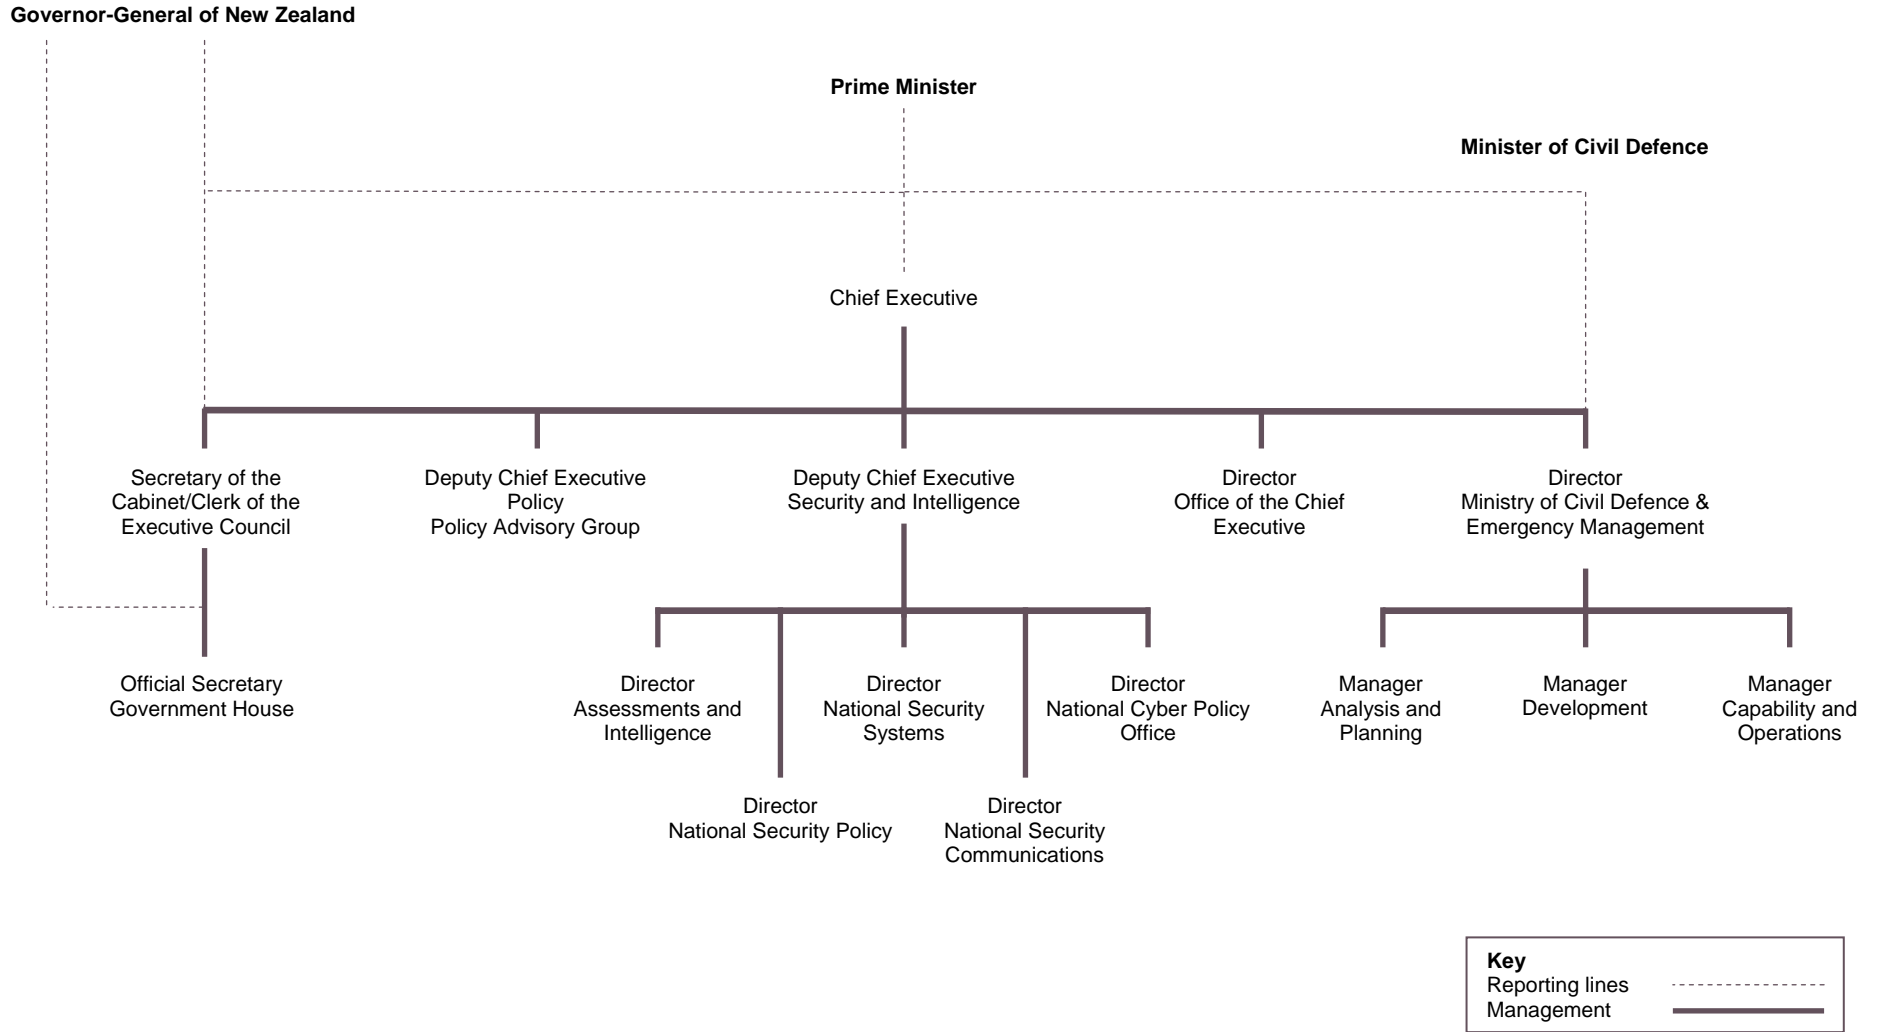 Governor-General of New Zealand
Prime Minister
Minister of Civil Defence
Chief Executive
Secretary of the
Cabinet/Clerk of the
Executive Council
Deputy Chief Executive
Policy
Policy Advisory Group
Deputy Chief Executive
Security and Intelligence
Director
Office of the Chief
Executive
Director
Ministry of Civil Defence &
Emergency Management
Official Secretary
Government House
Director
Assessments and
Intelligence
Director
National Security
Systems
Director
National Cyber Policy
Office
Manager
Analysis and
Planning
Manager
Development
Manager
Capability and
Operations
Director
National Security Policy
Director
National Security
Communications
Key
Reporting lines
Management